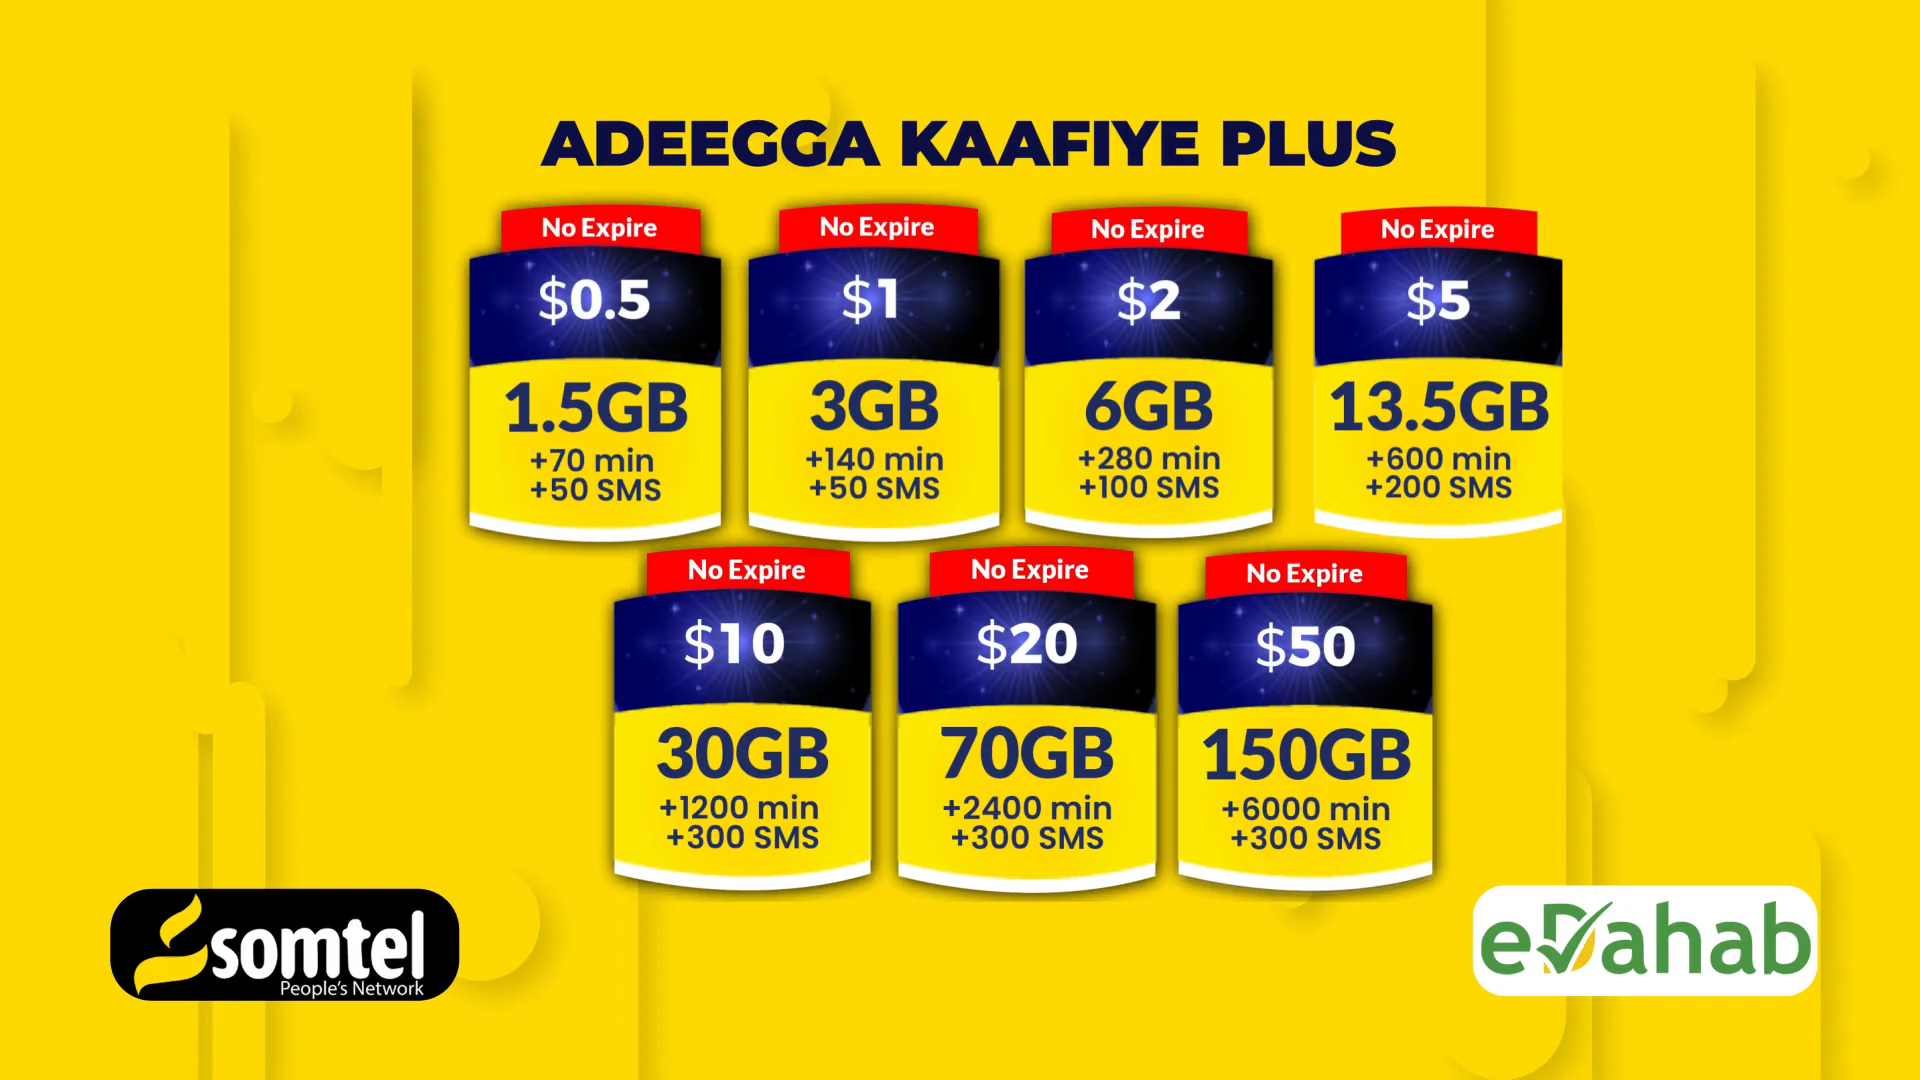 ADEEGGA KAAFIYE PLUS
No Expire
$0.5
1.5GB
+70 min
+50 SMS
No Expire
$1
3GB
+140 min
+50 SMS
No Expire
$2
6GB
+280 min
+100 SMS
No Expire
$5
13.5GB
+600 min
+200 SMS
No Expire
$10
30GB
+1200 min
+300 SMS
No Expire
$20
70GB
+2400 min
+300 SMS
No Expire
$50
150GB
+6000 min
+300 SMS
somtel
People's Network
eDahab